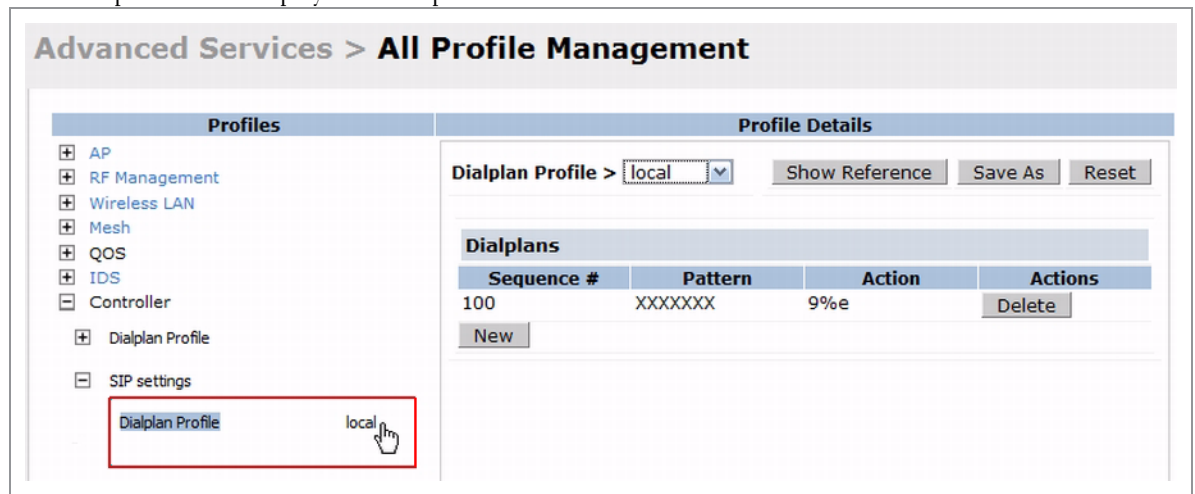 Advanced Services > All Profile Management
Profiles
Profile Details
AP
RF Management
Wireless LAN
Mesh
QOS
IDS
Controller
Dialplan Profile
SIP settings
Dialplan Profile local
Dialplan Profile > local Show Reference Save As Reset
Dialplans
Sequence # Pattern Action Actions
100 XXXXXXX 9%e Delete
New